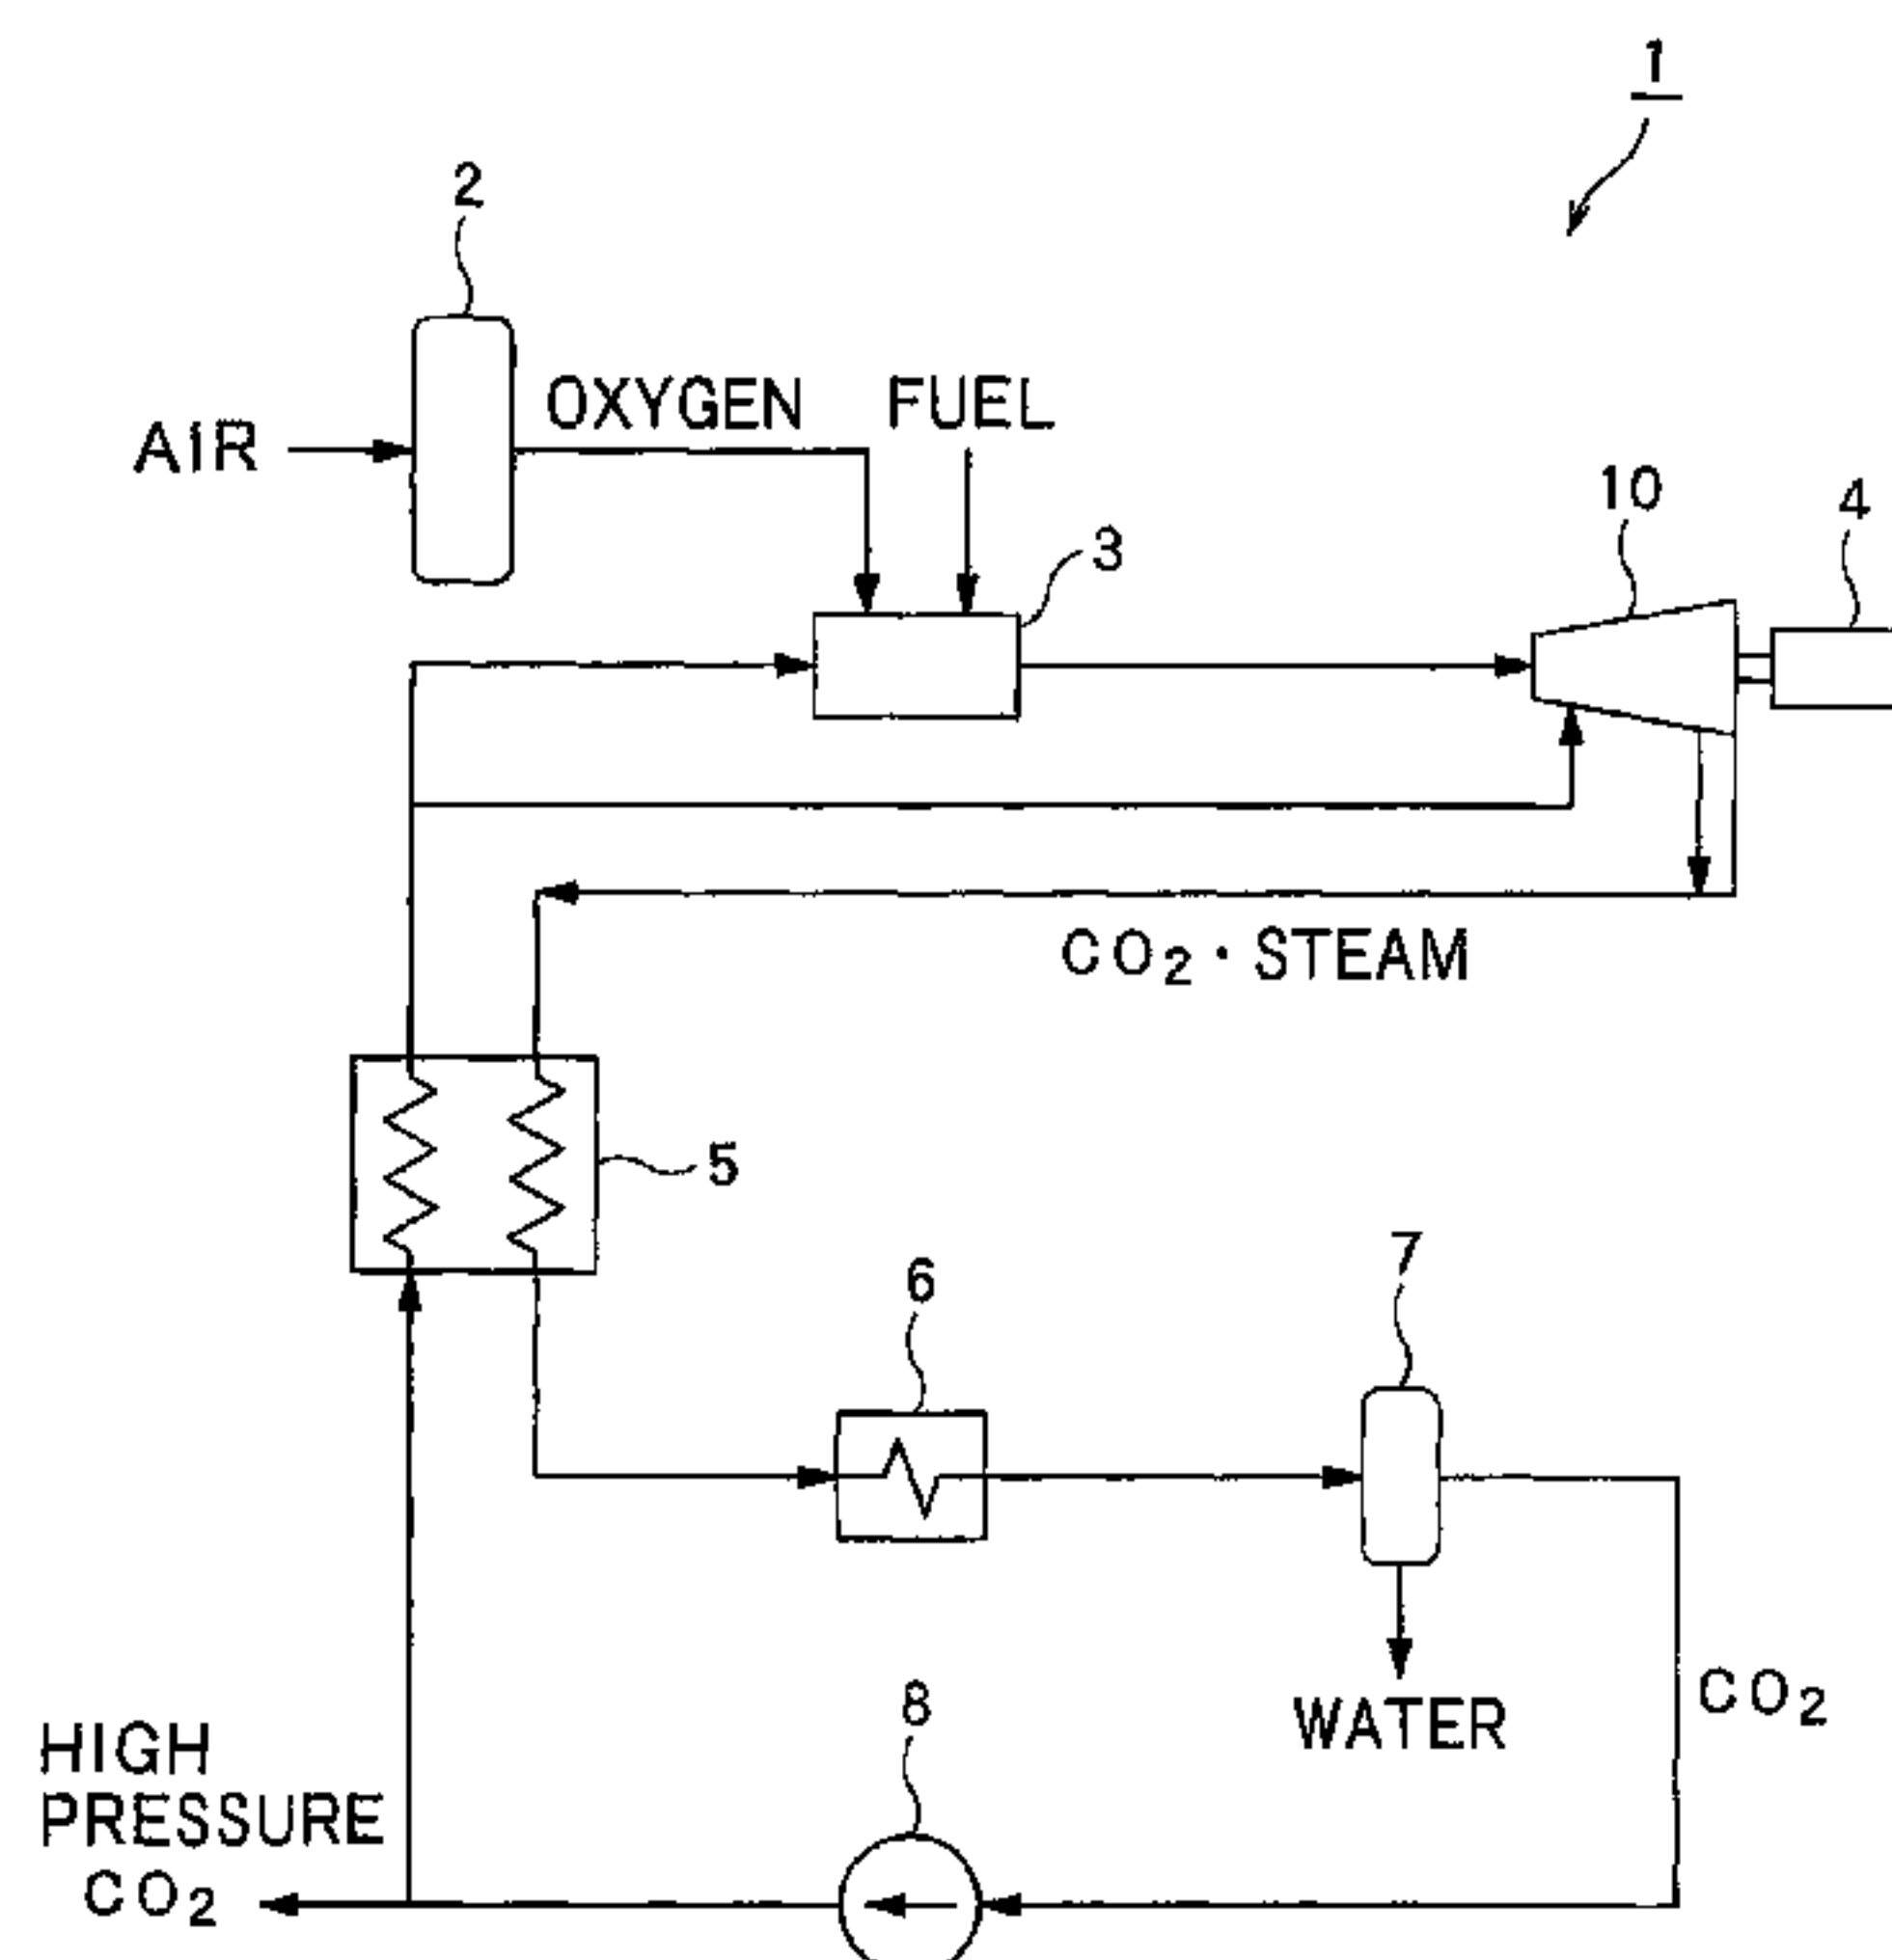 1
2
OXYGEN FUEL
AIR
10
4
3
CO₂・STEAM
5
7
6
WATER
CO₂
8
HIGH
PRESSURE
CO₂